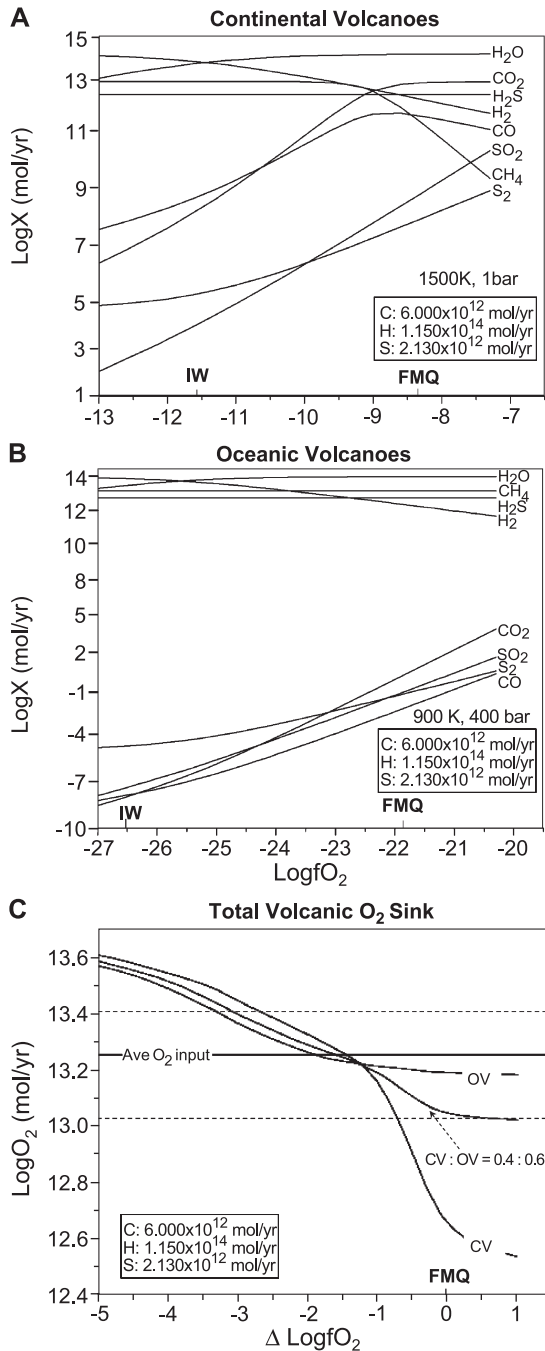 A
Continental Volcanoes
15
13
11
9
7
5
3
1
LogX (mol/yr)
H2O
CO2
H2S
H2
CO
SO2
CH4
S2
1500K, 1bar
C: 6.000x10^12 mol/yr
H: 1.150x10^14 mol/yr
S: 2.130x10^12 mol/yr
IW
FMQ
-13 -12 -11 -10 -9 -8 -7
B
Oceanic Volcanoes
14
12
10
8
5
2
-1
-4
-7
-10
LogX (mol/yr)
H2O
CH4
H2S
H2
CO2
SO2
S2
CO
900 K, 400 bar
C: 6.000x10^12 mol/yr
H: 1.150x10^14 mol/yr
S: 2.130x10^12 mol/yr
IW
FMQ
-27 -26 -25 -24 -23 -22 -21 -20
LogfO2
C
Total Volcanic O2 Sink
13.6
13.4
13.2
13.0
12.8
12.6
12.4
LogO2 (mol/yr)
Ave O2 input
OV
CV : OV = 0.4 : 0.6
CV
C: 6.000x10^12 mol/yr
H: 1.150x10^14 mol/yr
S: 2.130x10^12 mol/yr
FMQ
-5 -4 -3 -2 -1 0 1
Δ LogfO2